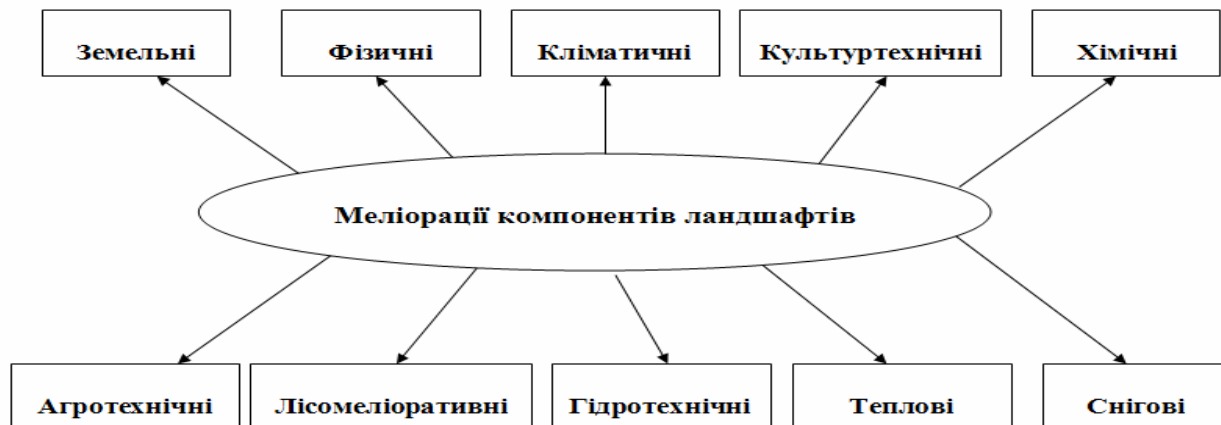 Земельні
Фізичні
Кліматичні
Культуртехнічні
Хімічні
Меліорації компонентів ландшафтів
Агротехнічні
Лісомеліоративні
Гідротехнічні
Теплові
Снігові